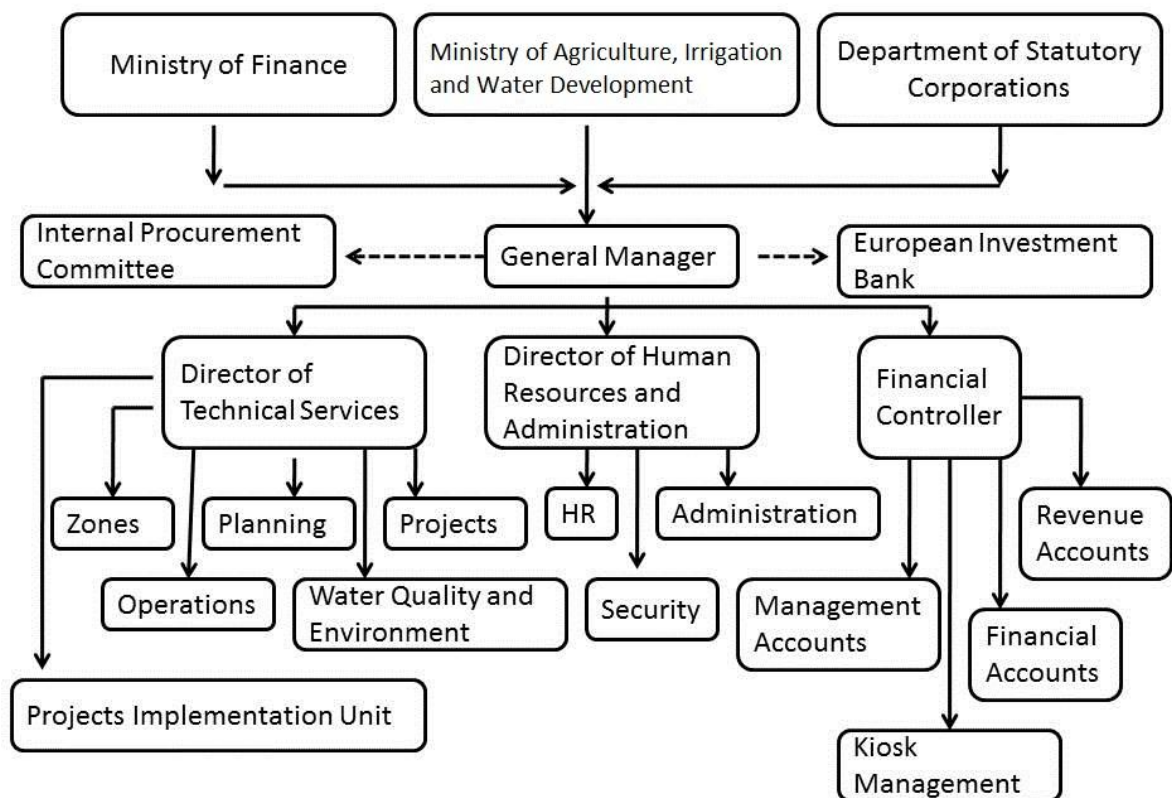 Ministry of Finance
Ministry of Agriculture, Irrigation
and Water Development
Department of Statutory
Corporations
Internal Procurement
Committee
General Manager
European Investment
Bank
Director of
Technical Services
Director of Human
Resources and
Administration
Financial
Controller
Zones
Planning
Projects
HR
Administration
Revenue
Accounts
Operations
Water Quality and
Environment
Security
Management
Accounts
Financial
Accounts
Projects Implementation Unit
Kiosk
Management